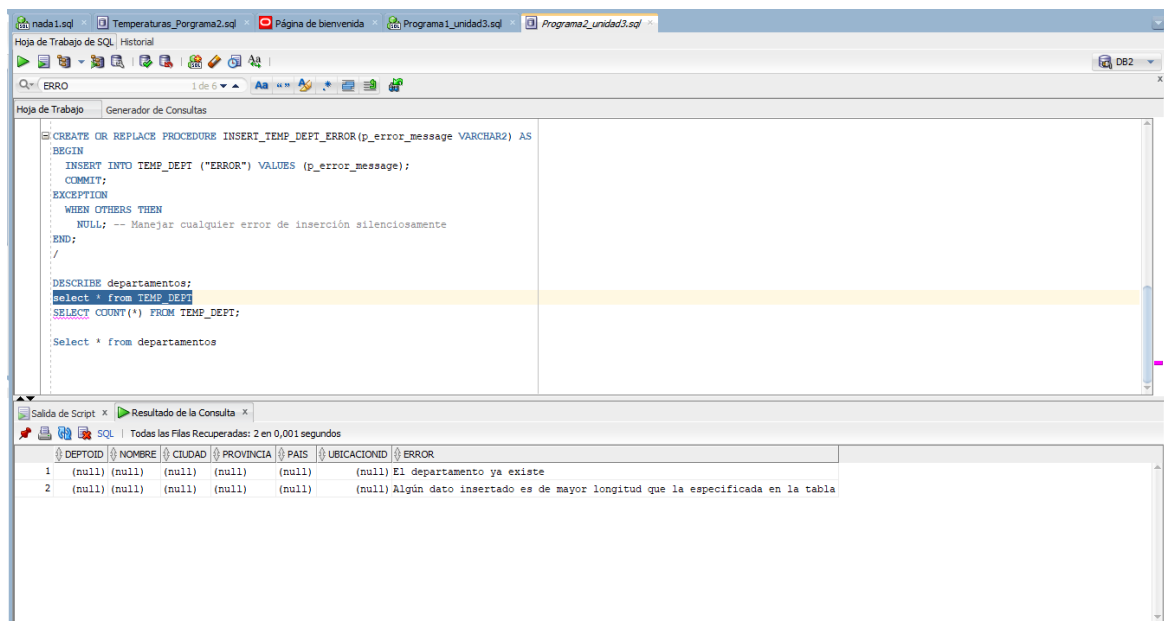 nada1.sql Temperaturas_Porgrama2.sql Página de bienvenida Programa1_unidad3.sql Programa2_unidad3.sql
Hoja de Trabajo de SQL Historial
DB2
ERRO 1 de 6 Aa “”
Hoja de Trabajo Generador de Consultas
CREATE OR REPLACE PROCEDURE INSERT_TEMP_DEPT_ERROR(p_error_message VARCHAR2) AS
BEGIN
INSERT INTO TEMP_DEPT ("ERROR") VALUES (p_error_message);
COMMIT;
EXCEPTION
WHEN OTHERS THEN
NULL; -- Manejar cualquier error de inserción silenciosamente
END;
/
DESCRIBE departamentos;
select * from TEMP_DEPT
SELECT COUNT(*) FROM TEMP_DEPT;
Select * from departamentos
Salida de Script x Resultado de la Consulta x
SQL | Todas las Filas Recuperadas: 2 en 0,001 segundos
DEPTOID NOMBRE CIUDAD PROVINCIA PAIS UBICACIONID ERROR
1 (null) (null) (null) (null) (null) (null) El departamento ya existe
2 (null) (null) (null) (null) (null) (null) Algún dato insertado es de mayor longitud que la especificada en la tabla